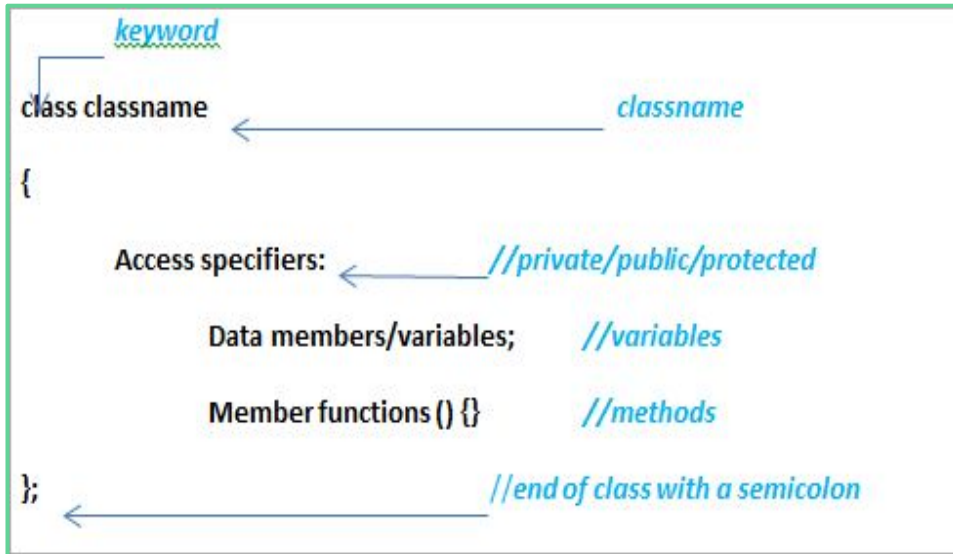 keyword
class classname classname
{
Access specifiers: //private/public/protected
Data members/variables; //variables
Member functions () {} //methods
}; //end of class with a semicolon